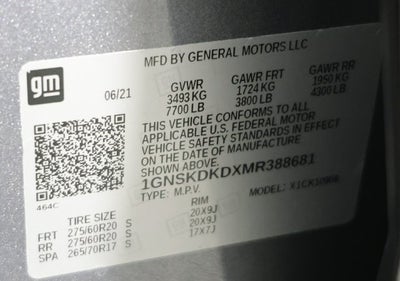 gm
MFD BY GENERAL MOTORS LLC
06/21 GVWR GAWR FRT GAWR RR
3493 KG 1724 KG 1950 KG
7700 LB 3800 LB 4300 LB
THIS VEHICLE CONFORMS TO ALL
APPLICABLE U.S. FEDERAL MOTOR
VEHICLE SAFETY STANDARDS IN EFFECT
ON THE DATE OF MANUFACTURE
SHOWN ABOVE.
1GNSKDKDXMR388681
464C TYPE: M.P.V. MODEL:
TIRE SIZE RIM
FRT 275/60R20 S 20X9J
RR 275/60R20 S 20X9J
SPA 265/70R17 S 17X7J